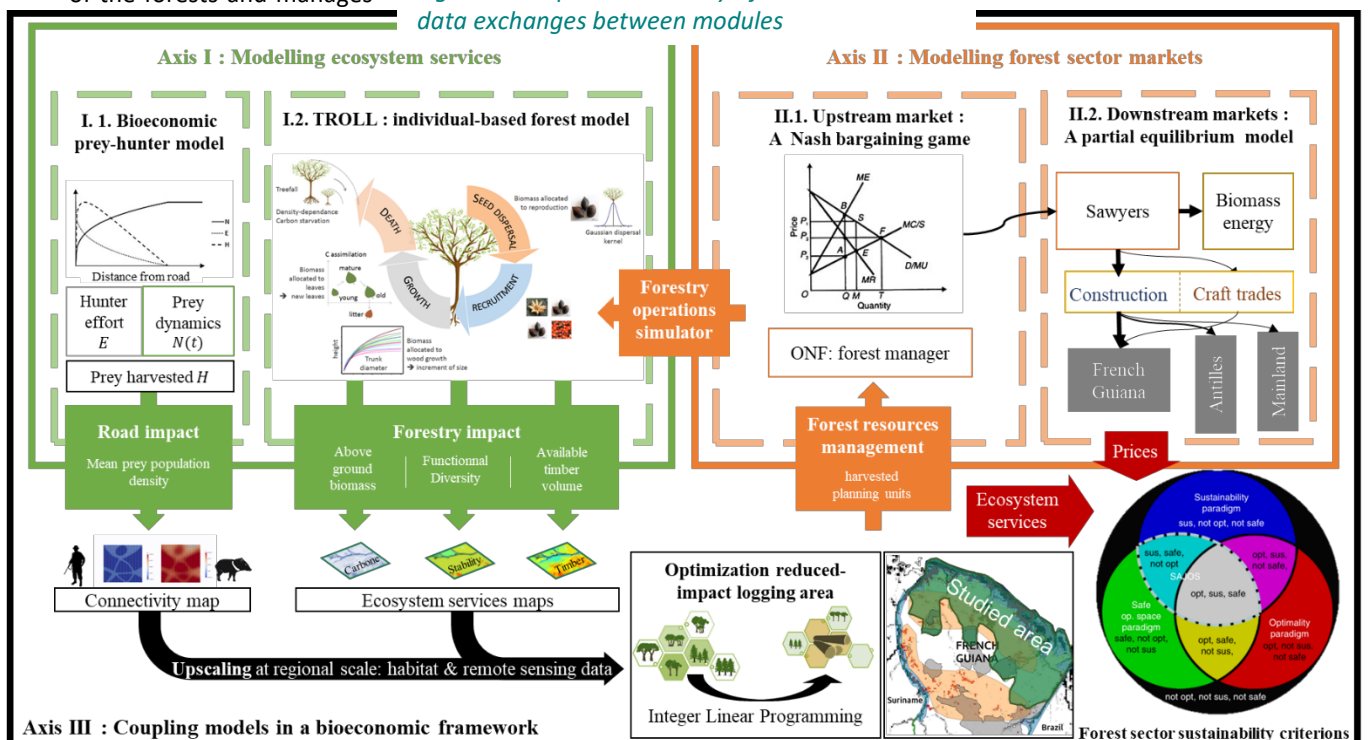 of the forests and manages
data exchanges between modules
Axis I : Modelling ecosystem services
I. 1. Bioeconomic
prey-hunter model
N
E
H
Distance from road
Hunter
effort
E
Prey
dynamics
N(t)
Prey harvested H
Road impact
Mean prey population
density
I.2. TROLL : individual-based forest model
Treefall
Density-dependance
Carbon starvation
DEATH
SEED DISPERSAL
Biomass allocated
to reproduction
Gaussian dispersal
kernel
C assimilation
mature
Biomass
allocated to
leaves
→ new leaves
young
old
litter
GROWTH
RECRUITMENT
height
Trunk
diameter
Biomass
allocated to
wood growth
→ increment of size
Forestry impact
Above
ground
biomass
Functionnal
Diversity
Available
timber
volume
Forestry
operations
simulator
Axis II : Modelling forest sector markets
II.1. Upstream market :
A Nash bargaining game
Price
ME
B
S
F
MC/S
A
E
D/MU
MR
O
Q M T
Quantity
ONF: forest manager
Forest resources
management
harvested
planning units
II.2. Downstream markets :
A partial equilibrium model
Sawyers
Biomass
energy
Construction
Craft trades
French
Guiana
Antilles
Mainland
Prices
Ecosystem
services
Connectivity map
Carbone
Stability
Timber
Ecosystem services maps
Upscaling at regional scale: habitat & remote sensing data
Optimization reduced-
impact logging area
Integer Linear Programming
Studied area
FRENCH
GUIANA
Suriname
Brazil
Sustainability
paradigm
sus, not opt, not safe
sus, safe,
not opt
opt, sus,
not safe,
SAJOS
opt, sus, safe
Safe
op. space
paradigm
safe, not opt,
not sus
opt, safe,
not sus,
Optimality
paradigm
opt, not sus,
not safe
not opt, not sus, not safe
Axis III : Coupling models in a bioeconomic framework
Forest sector sustainability criterions